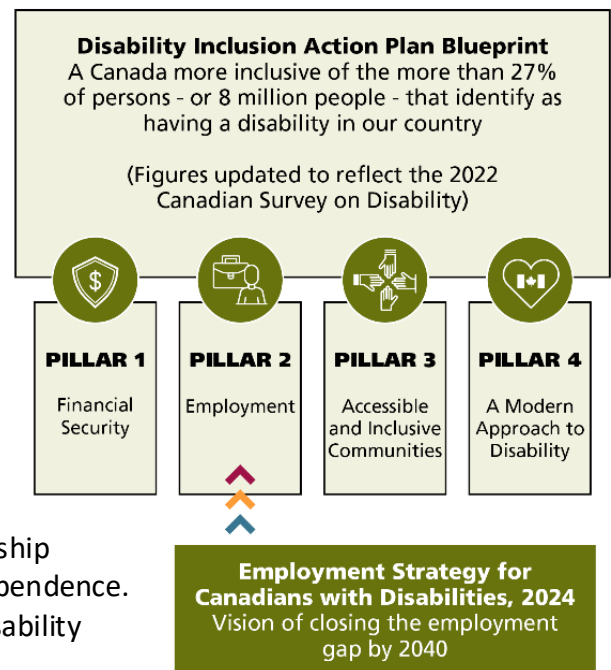 Disability Inclusion Action Plan Blueprint
A Canada more inclusive of the more than 27%
of persons - or 8 million people - that identify as
having a disability in our country
(Figures updated to reflect the 2022
Canadian Survey on Disability)
$
PILLAR 1
Financial
Security
PILLAR 2
Employment
PILLAR 3
Accessible
and Inclusive
Communities
PILLAR 4
A Modern
Approach to
Disability
Employment Strategy for
Canadians with Disabilities, 2024
Vision of closing the employment
gap by 2040